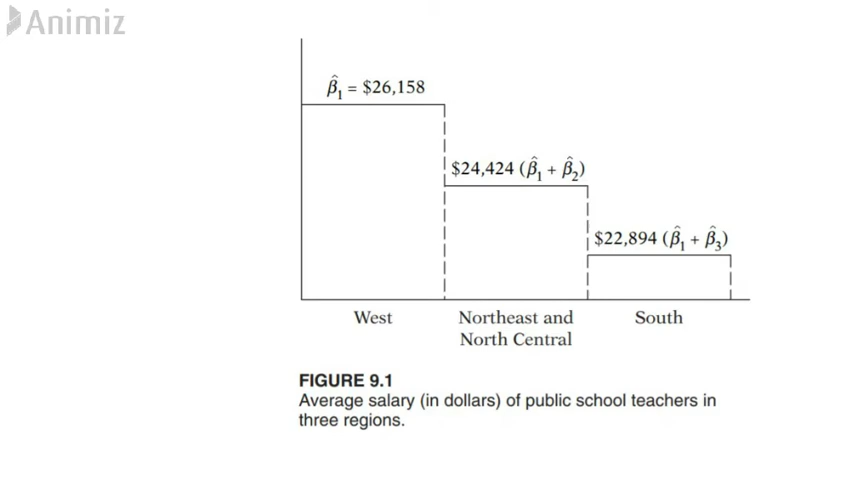 Animiz
β̂₁ = $26,158
$24,424 (β̂₁ + β̂₂)
$22,894 (β̂₁ + β̂₃)
West
Northeast and
North Central
South
FIGURE 9.1
Average salary (in dollars) of public school teachers in
three regions.